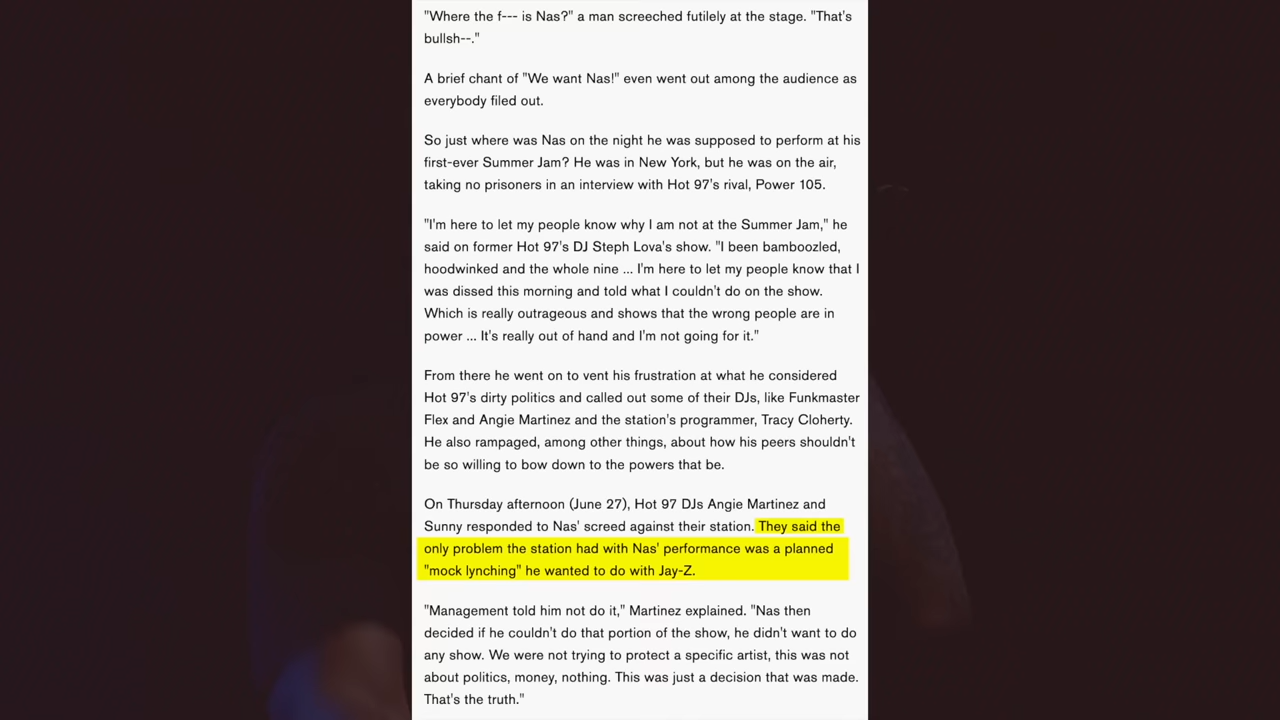 "Where the f--- is Nas?" a man screeched futilely at the stage. "That's
bullsh--."
A brief chant of "We want Nas!" even went out among the audience as
everybody filed out.
So just where was Nas on the night he was supposed to perform at his
first-ever Summer Jam? He was in New York, but he was on the air,
taking no prisoners in an interview with Hot 97's rival, Power 105.
"I'm here to let my people know why I am not at the Summer Jam," he
said on former Hot 97's DJ Steph Lova's show. "I been bamboozled,
hoodwinked and the whole nine ... I'm here to let my people know that I
was dissed this morning and told what I couldn't do on the show.
Which is really outrageous and shows that the wrong people are in
power ... It's really out of hand and I'm not going for it."
From there he went on to vent his frustration at what he considered
Hot 97's dirty politics and called out some of their DJs, like Funkmaster
Flex and Angie Martinez and the station's programmer, Tracy Cloherty.
He also rampaged, among other things, about how his peers shouldn't
be so willing to bow down to the powers that be.
On Thursday afternoon (June 27), Hot 97 DJs Angie Martinez and
Sunny responded to Nas' screed against their station. They said the
only problem the station had with Nas' performance was a planned
"mock lynching" he wanted to do with Jay-Z.
"Management told him not do it," Martinez explained. "Nas then
decided if he couldn't do that portion of the show, he didn't want to do
any show. We were not trying to protect a specific artist, this was not
about politics, money, nothing. This was just a decision that was made.
That's the truth."